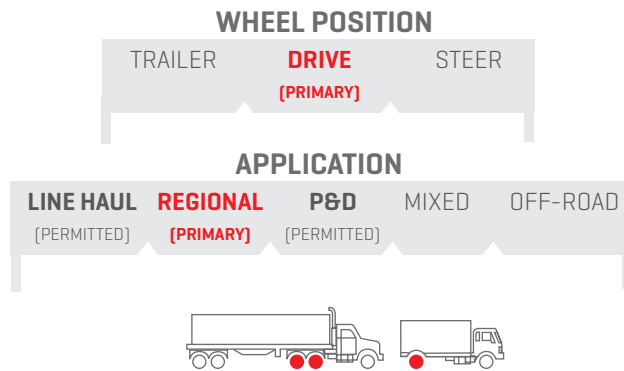 WHEEL POSITION
TRAILER DRIVE STEER
(PRIMARY)
APPLICATION
LINE HAUL REGIONAL P&D MIXED OFF-ROAD
(PERMITTED) (PRIMARY) (PERMITTED)